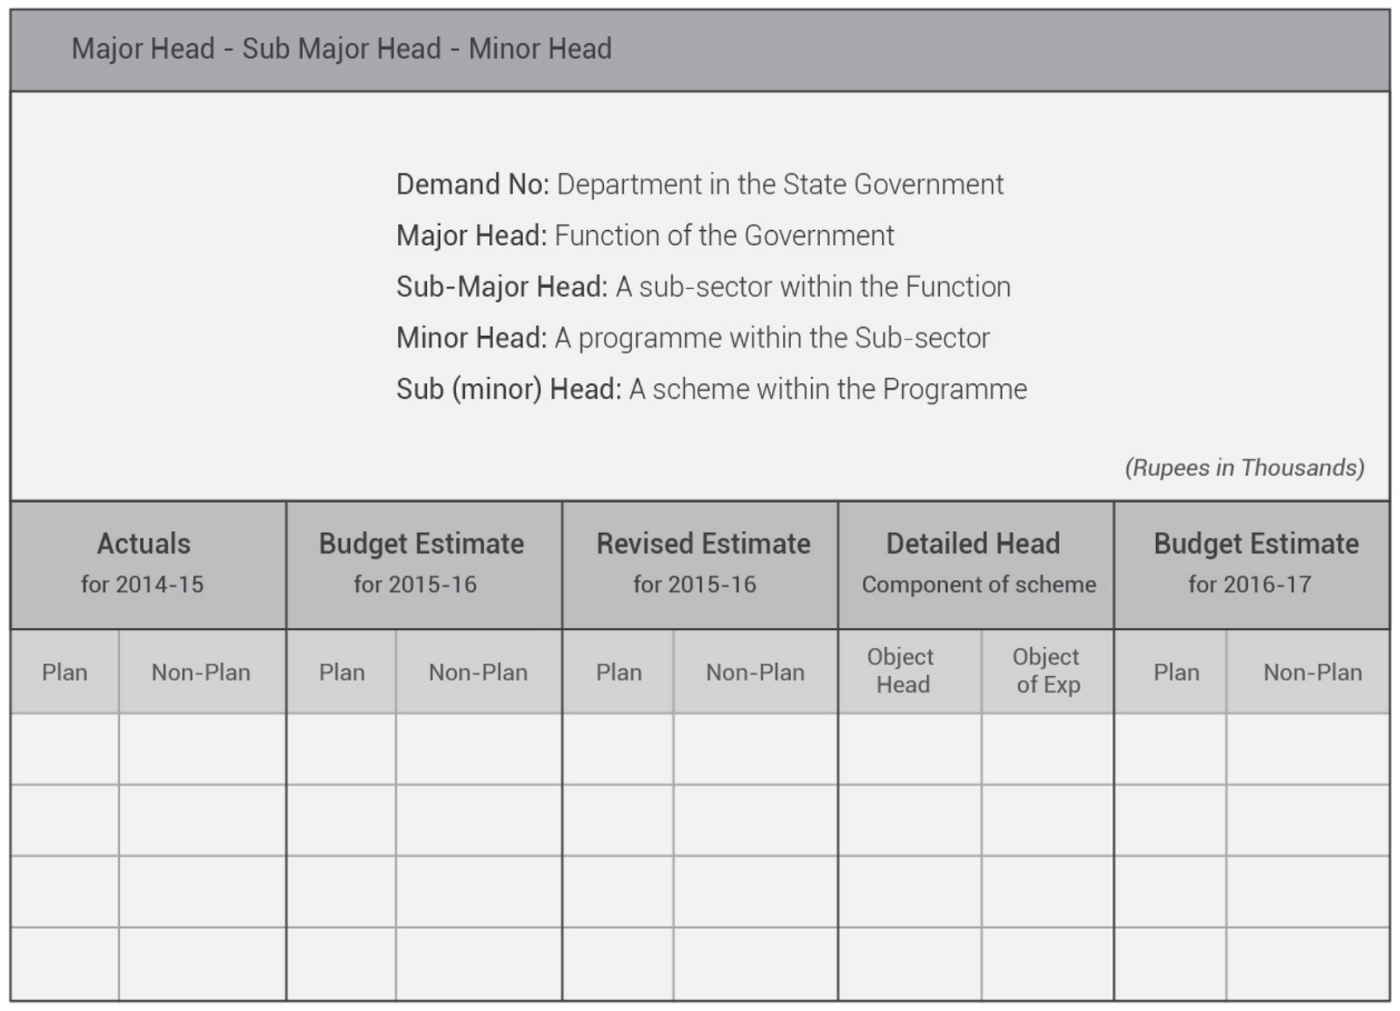 Major Head - Sub Major Head - Minor Head
Demand No: Department in the State Government
Major Head: Function of the Government
Sub-Major Head: A sub-sector within the Function
Minor Head: A programme within the Sub-sector
Sub (minor) Head: A scheme within the Programme
(Rupees in Thousands)
Actuals
for 2014-15
Budget Estimate
for 2015-16
Revised Estimate
for 2015-16
Detailed Head
Component of scheme
Budget Estimate
for 2016-17
Plan
Non-Plan
Plan
Non-Plan
Plan
Non-Plan
Object
Head
Object
of Exp
Plan
Non-Plan